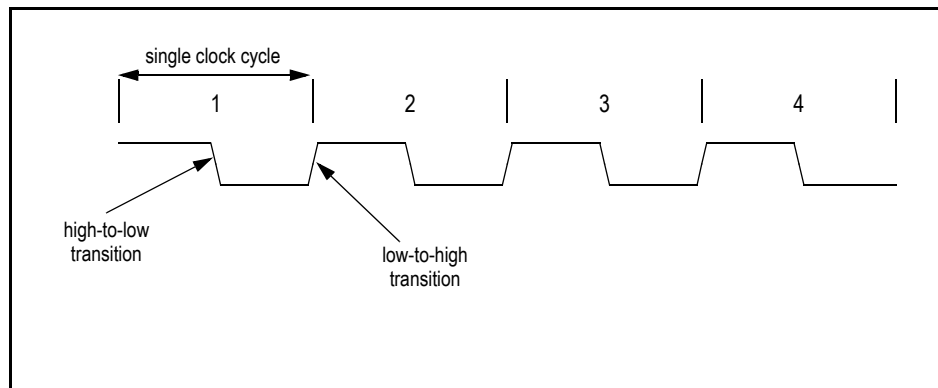 single clock cycle
1 2 3 4
high-to-low
transition
low-to-high
transition